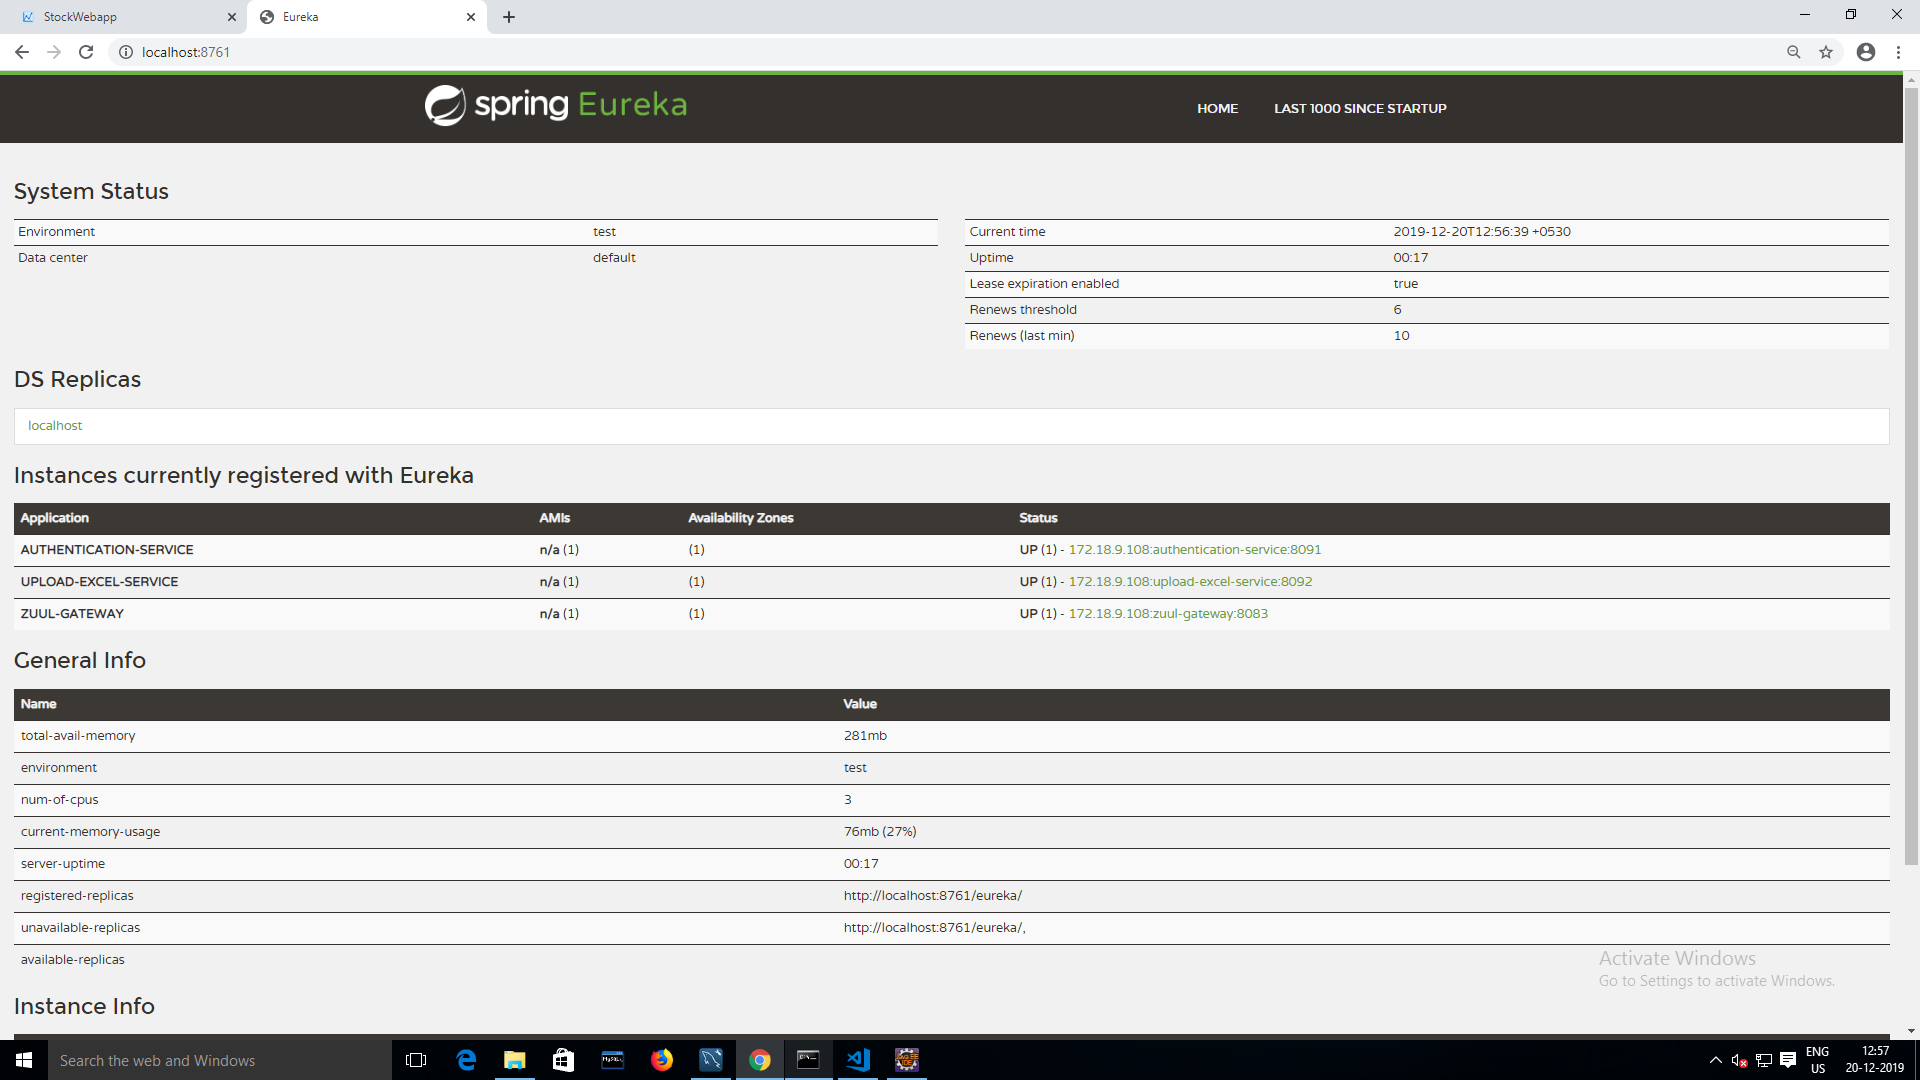 StockWebapp
Eureka
localhost:8761
spring Eureka
HOME LAST 1000 SINCE STARTUP
System Status
Environment test
Data center default
Current time 2019-12-20T12:56:39 +0530
Uptime 00:17
Lease expiration enabled true
Renews threshold 6
Renews (last min) 10
DS Replicas
localhost
Instances currently registered with Eureka
Application AMIs Availability Zones Status
AUTHENTICATION-SERVICE n/a (1) (1) UP (1) - 172.18.9.108:authentication-service:8091
UPLOAD-EXCEL-SERVICE n/a (1) (1) UP (1) - 172.18.9.108:upload-excel-service:8092
ZUUL-GATEWAY n/a (1) (1) UP (1) - 172.18.9.108:zuul-gateway:8083
General Info
Name Value
total-avail-memory 281mb
environment test
num-of-cpus 3
current-memory-usage 76mb (27%)
server-uptime 00:17
registered-replicas http://localhost:8761/eureka/
unavailable-replicas http://localhost:8761/eureka/,
available-replicas
Activate Windows
Go to Settings to activate Windows.
Instance Info
Search the web and Windows
ENG
US
12:57
20-12-2019